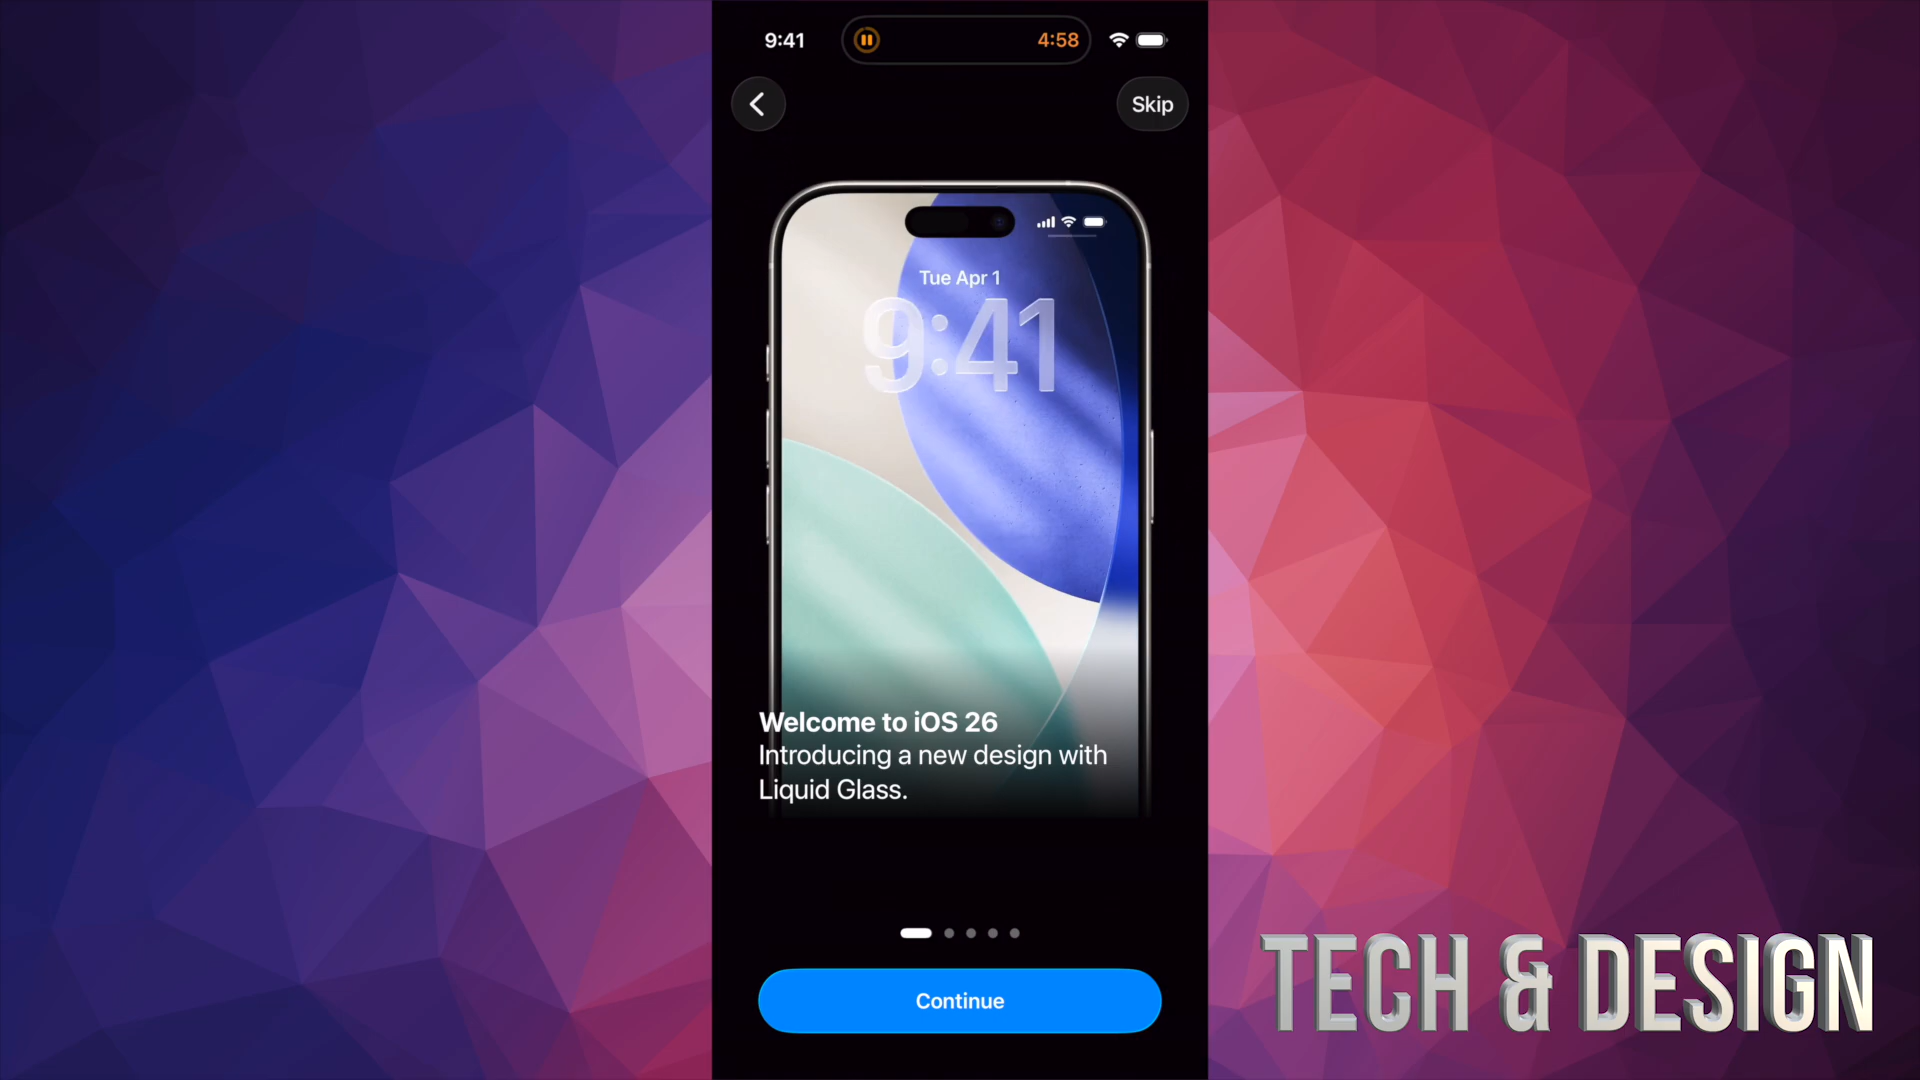 9:41
4:58
Skip
Tue Apr 1
9:41
Welcome to iOS 26
Introducing a new design with
Liquid Glass.
Continue
TECH & DESIGN